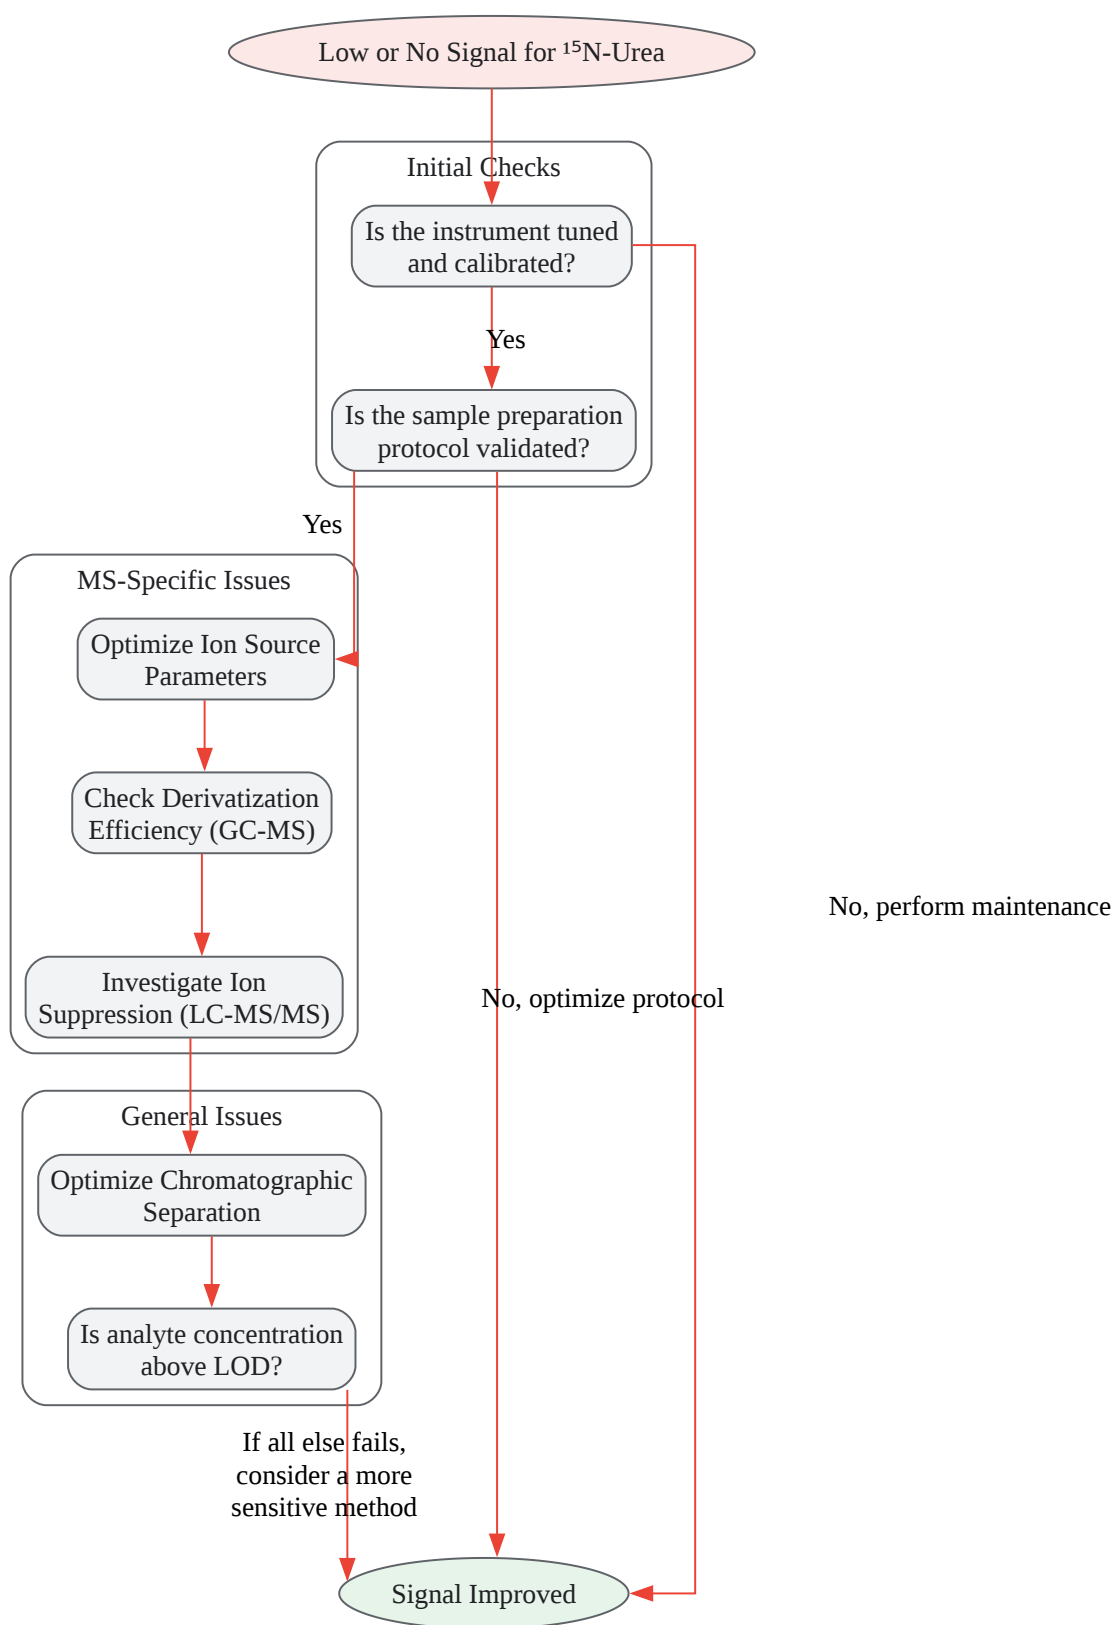 Low or No Signal for ¹⁵N-Urea
Initial Checks
Is the instrument tuned
and calibrated?
Yes
Is the sample preparation
protocol validated?
Yes
MS-Specific Issues
Optimize Ion Source
Parameters
Check Derivatization
Efficiency (GC-MS)
No, perform maintenance
Investigate Ion
Suppression (LC-MS/MS)
No, optimize protocol
General Issues
Optimize Chromatographic
Separation
Is analyte concentration
above LOD?
If all else fails,
consider a more
sensitive method
Signal Improved